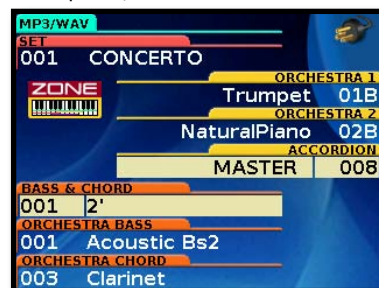 MP3/WAV
SET
001 CONCERTO
ZONE
ORCHESTRA 1
Trumpet 01B
ORCHESTRA 2
NaturalPiano 02B
ACCORDION
MASTER 008
BASS & CHORD
001 2'
ORCHESTRA BASS
001 Acoustic Bs2
ORCHESTRA CHORD
003 Clarinet